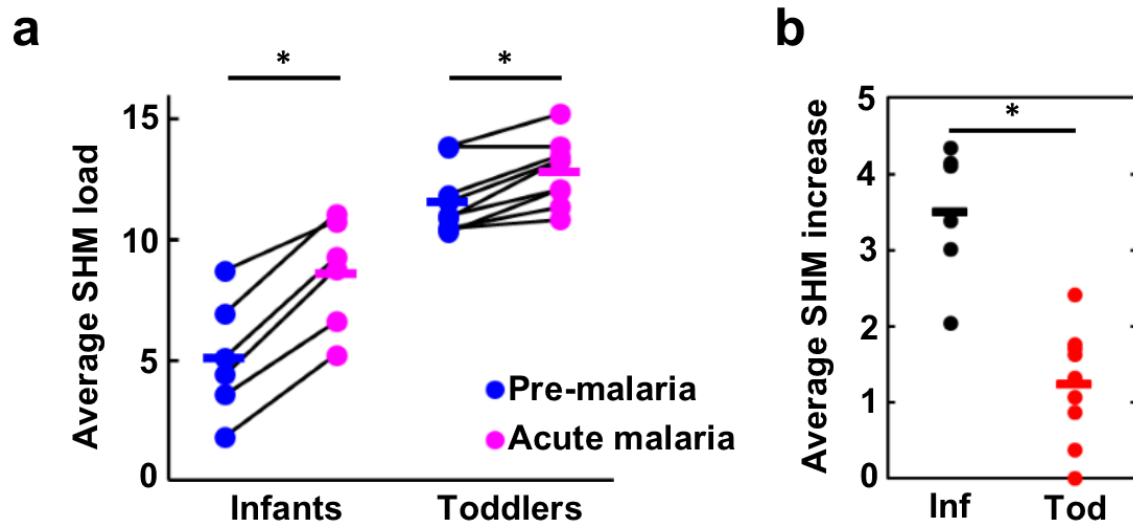 a
*
*
Average SHM load
15
10
5
0
Pre-malaria
Acute malaria
Infants
Toddlers
b
*
Average SHM increase
5
4
3
2
1
0
Inf
Tod